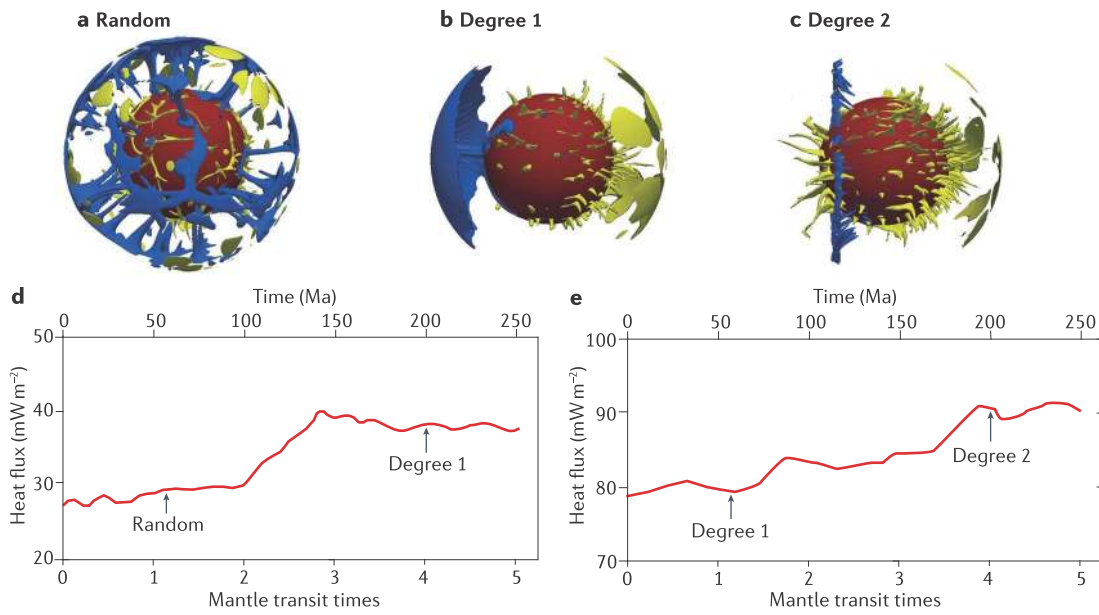 a Random
b Degree 1
c Degree 2
d
Time (Ma)
0 50 100 150 200 250
50
40
30
20
Heat flux (mW m⁻²)
Random
Degree 1
0 1 2 3 4 5
Mantle transit times
e
Time (Ma)
0 50 100 150 200 250
100
90
80
70
Heat flux (mW m⁻²)
Degree 1
Degree 2
0 1 2 3 4 5
Mantle transit times